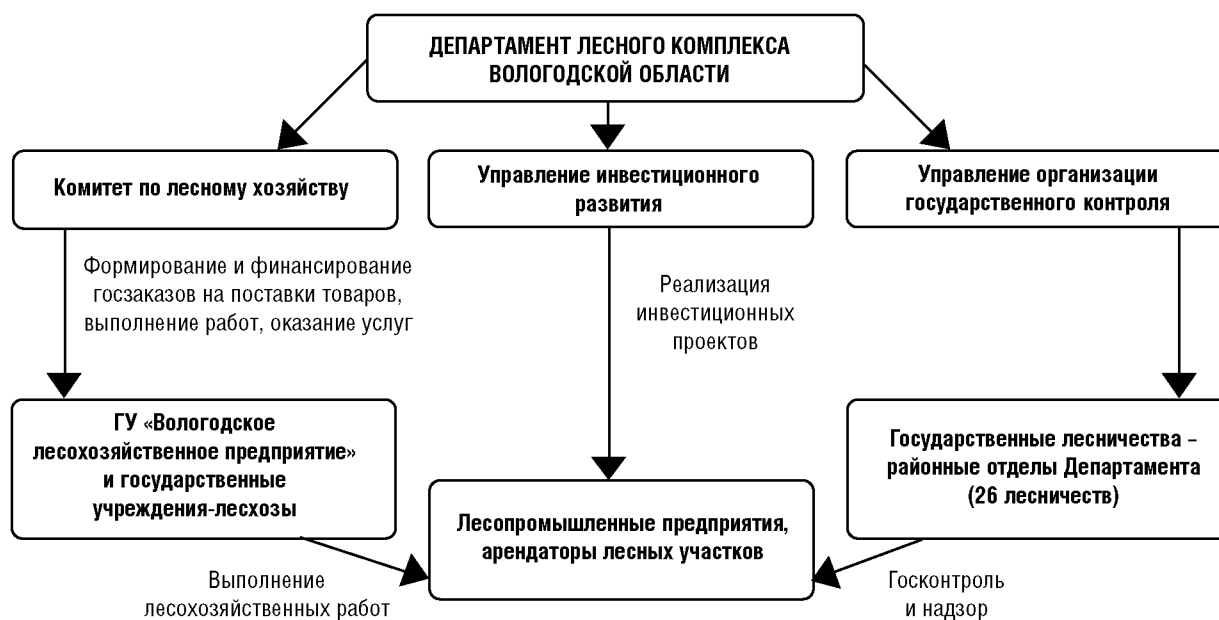 ДЕПАРТАМЕНТ ЛЕСНОГО КОМПЛЕКСА
ВОЛОГОДСКОЙ ОБЛАСТИ
Комитет по лесному хозяйству
Управление инвестиционного
развития
Управление организации
государственного контроля
Формирование и финансирование
госзаказов на поставки товаров,
выполнение работ, оказание услуг
Реализация
инвестиционных
проектов
ГУ «Вологодское
лесохозяйственное предприятие»
и государственные
учреждения-лесхозы
Лесопромышленные предприятия,
арендаторы лесных участков
Государственные лесничества –
районные отделы Департамента
(26 лесничеств)
Выполнение
лесохозяйственных работ
Госконтроль
и надзор